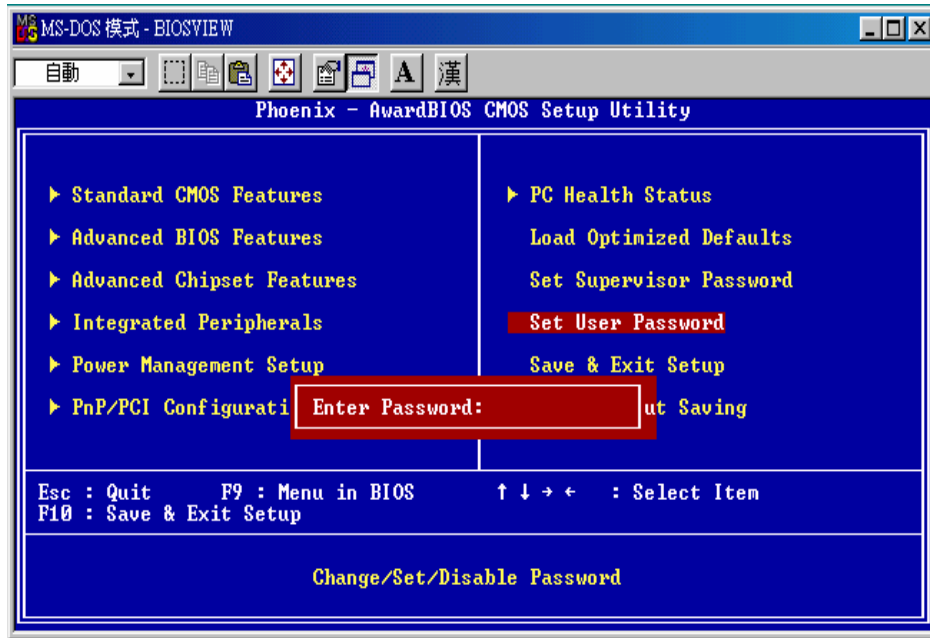 MS-DOS 模式 - BIOSVIEW
自動 A 漢
Phoenix - AwardBIOS CMOS Setup Utility
Standard CMOS Features
Advanced BIOS Features
Advanced Chipset Features
Integrated Peripherals
Power Management Setup
PnP/PCI Configurati
PC Health Status
Load Optimized Defaults
Set Supervisor Password
Set User Password
Save & Exit Setup
ut Saving
Enter Password:
Esc : Quit F9 : Menu in BIOS ↑ ↓ → ← : Select Item
F10 : Save & Exit Setup
Change/Set/Disable Password